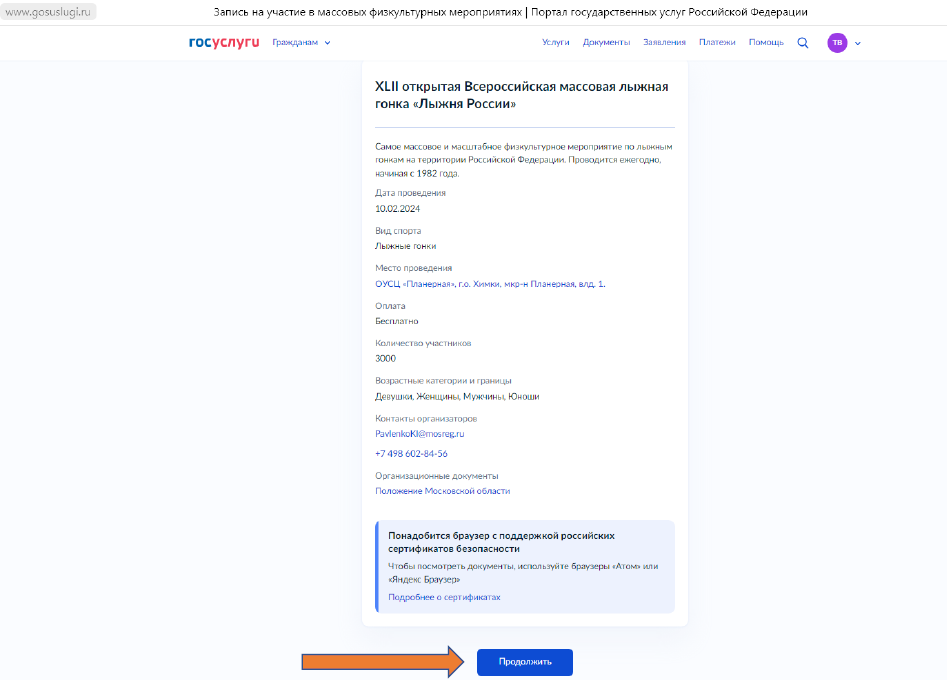 www.gosuslugi.ru
Запись на участие в массовых физкультурных мероприятиях | Портал государственных услуг Российской Федерации
госуслуги Гражданам Услуги Документы Заявления Платежи Помощь ТВ
XLII открытая Всероссийская массовая лыжная
гонка «Лыжня России»
Самое массовое и масштабное физкультурное мероприятие по лыжным
гонкам на территории Российской Федерации. Проводится ежегодно,
начиная с 1982 года.
Дата проведения
10.02.2024
Вид спорта
Лыжные гонки
Место проведения
ОУСЦ «Планерная», г.о. Химки, мкр-н Планерная, влд. 1.
Оплата
Бесплатно
Количество участников
3000
Возрастные категории и границы
Девушки, Женщины, Мужчины, Юноши
Контакты организаторов
PavlenkoKI@mosreg.ru
+7 498 602-84-56
Организационные документы
Положение Московской области
Понадобится браузер с поддержкой российских
сертификатов безопасности
Чтобы посмотреть документы, используйте браузеры «Атом» или
«Яндекс Браузер»
Подробнее о сертификатах
Продолжить